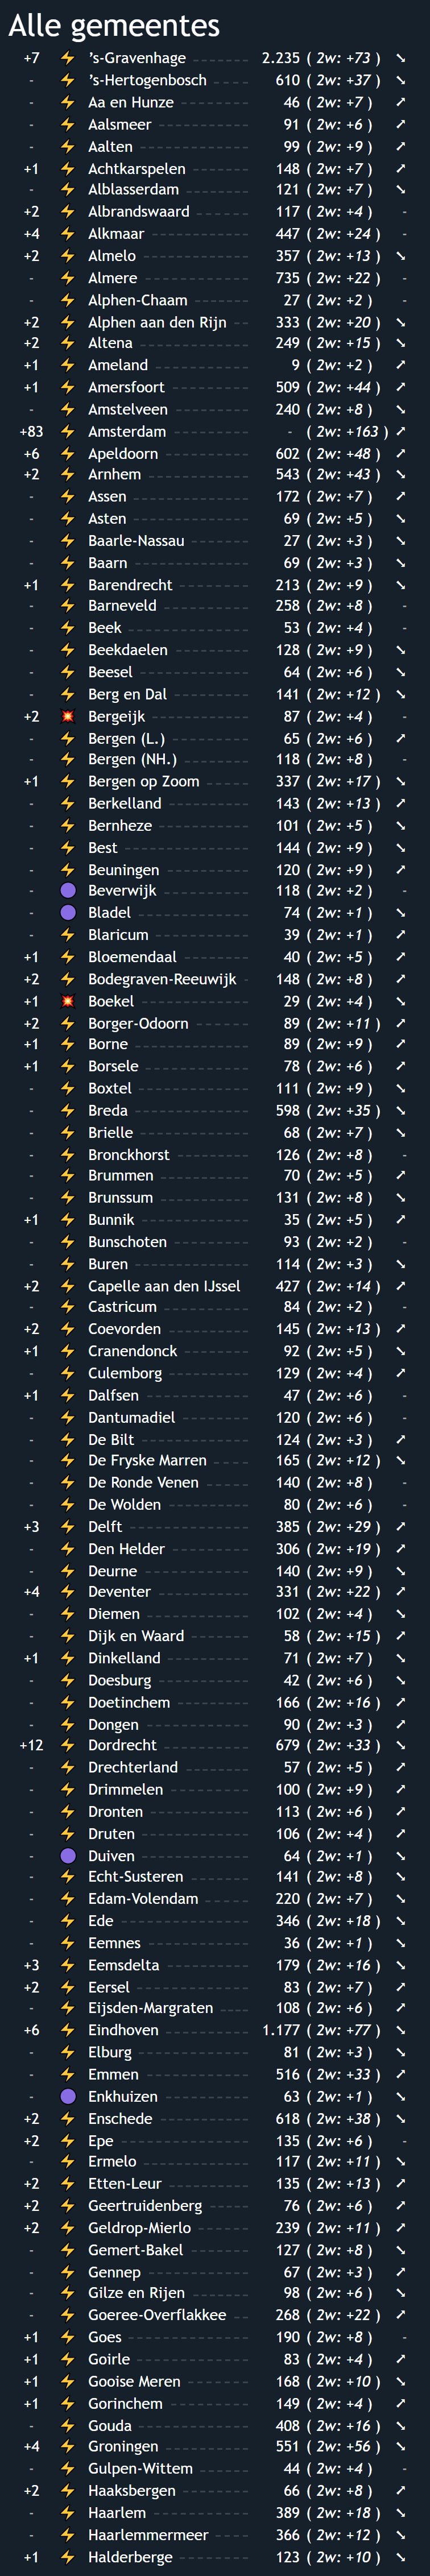 Alle gemeentes
+7 ⚡ ’s-Gravenhage 2.235 ( 2w: +73 ) ➘
- ⚡ ’s-Hertogenbosch 610 ( 2w: +37 ) ➘
- ⚡ Aa en Hunze 46 ( 2w: +7 ) ➚
- ⚡ Aalsmeer 91 ( 2w: +6 ) ➚
- ⚡ Aalten 99 ( 2w: +9 ) ➚
+1 ⚡ Achtkarspelen 148 ( 2w: +7 ) ➚
- ⚡ Alblasserdam 121 ( 2w: +7 ) ➘
+2 ⚡ Albrandswaard 117 ( 2w: +4 ) -
+4 ⚡ Alkmaar 447 ( 2w: +24 ) -
+2 ⚡ Almelo 357 ( 2w: +13 ) ➘
- ⚡ Almere 735 ( 2w: +22 ) -
- ⚡ Alphen-Chaam 27 ( 2w: +2 ) -
+2 ⚡ Alphen aan den Rijn 333 ( 2w: +20 ) ➘
+2 ⚡ Altena 249 ( 2w: +15 ) ➘
+1 ⚡ Ameland 9 ( 2w: +2 ) ➚
+1 ⚡ Amersfoort 509 ( 2w: +44 ) ➚
- ⚡ Amstelveen 240 ( 2w: +8 ) ➘
+83 ⚡ Amsterdam - ( 2w: +163 ) ➚
+6 ⚡ Apeldoorn 602 ( 2w: +48 ) ➚
+2 ⚡ Arnhem 543 ( 2w: +43 ) ➘
- ⚡ Assen 172 ( 2w: +7 ) ➚
- ⚡ Asten 69 ( 2w: +5 ) ➘
- ⚡ Baarle-Nassau 27 ( 2w: +3 ) ➘
- ⚡ Baarn 69 ( 2w: +3 ) ➘
+1 ⚡ Barendrecht 213 ( 2w: +9 ) ➘
- ⚡ Barneveld 258 ( 2w: +8 ) -
- ⚡ Beek 53 ( 2w: +4 ) -
- ⚡ Beekdaelen 128 ( 2w: +9 ) ➘
- ⚡ Beesel 64 ( 2w: +6 ) ➘
- ⚡ Berg en Dal 141 ( 2w: +12 ) ➘
+2 💥 Bergeijk 87 ( 2w: +4 ) -
- ⚡ Bergen (L.) 65 ( 2w: +6 ) ➚
- ⚡ Bergen (NH.) 118 ( 2w: +8 ) -
+1 ⚡ Bergen op Zoom 337 ( 2w: +17 ) ➘
- ⚡ Berkelland 143 ( 2w: +13 ) ➚
- ⚡ Bernheze 101 ( 2w: +5 ) ➘
- ⚡ Best 144 ( 2w: +9 ) ➘
- ⚡ Beuningen 120 ( 2w: +9 ) ➚
- 🟣 Beverwijk 118 ( 2w: +2 ) -
- 🟣 Bladel 74 ( 2w: +1 ) ➘
- ⚡ Blaricum 39 ( 2w: +1 ) ➚
+1 ⚡ Bloemendaal 40 ( 2w: +5 ) ➚
+2 ⚡ Bodegraven-Reeuwijk 148 ( 2w: +8 ) ➚
+1 💥 Boekel 29 ( 2w: +4 ) ➘
+2 ⚡ Borger-Odoorn 89 ( 2w: +11 ) ➚
+1 ⚡ Borne 89 ( 2w: +9 ) ➚
+1 ⚡ Borsele 78 ( 2w: +6 ) ➚
- ⚡ Boxtel 111 ( 2w: +9 ) ➘
- ⚡ Breda 598 ( 2w: +35 ) ➘
- ⚡ Brielle 68 ( 2w: +7 ) ➘
- ⚡ Bronckhorst 126 ( 2w: +8 ) -
- ⚡ Brummen 70 ( 2w: +5 ) ➚
- ⚡ Brunssum 131 ( 2w: +8 ) ➘
+1 ⚡ Bunnik 35 ( 2w: +5 ) ➚
- ⚡ Bunschoten 93 ( 2w: +2 ) -
- ⚡ Buren 114 ( 2w: +3 ) ➘
+2 ⚡ Capelle aan den IJssel 427 ( 2w: +14 ) ➚
- ⚡ Castricum 84 ( 2w: +2 ) -
+2 ⚡ Coevorden 145 ( 2w: +13 ) ➚
+1 ⚡ Cranendonck 92 ( 2w: +5 ) ➘
- ⚡ Culemborg 129 ( 2w: +4 ) ➚
+1 ⚡ Dalfsen 47 ( 2w: +6 ) -
- ⚡ Dantumadiel 120 ( 2w: +6 ) -
- ⚡ De Bilt 124 ( 2w: +3 ) ➚
- ⚡ De Fryske Marren 165 ( 2w: +12 ) ➘
- ⚡ De Ronde Venen 140 ( 2w: +8 ) -
- ⚡ De Wolden 80 ( 2w: +6 ) -
+3 ⚡ Delft 385 ( 2w: +29 ) ➚
- ⚡ Den Helder 306 ( 2w: +19 ) ➚
- ⚡ Deurne 140 ( 2w: +9 ) ➘
+4 ⚡ Deventer 331 ( 2w: +22 ) ➚
- ⚡ Diemen 102 ( 2w: +4 ) ➘
- ⚡ Dijk en Waard 58 ( 2w: +15 ) ➚
+1 ⚡ Dinkelland 71 ( 2w: +7 ) ➘
- ⚡ Doesburg 42 ( 2w: +6 ) ➘
- ⚡ Doetinchem 166 ( 2w: +16 ) ➚
- ⚡ Dongen 90 ( 2w: +3 ) ➚
+12 ⚡ Dordrecht 679 ( 2w: +33 ) ➘
- ⚡ Drechterland 57 ( 2w: +5 ) ➚
- ⚡ Drimmelen 100 ( 2w: +9 ) ➚
- ⚡ Dronten 113 ( 2w: +6 ) ➚
- ⚡ Druten 106 ( 2w: +4 ) ➚
- 🟣 Duiven 64 ( 2w: +1 ) ➘
- ⚡ Echt-Susteren 141 ( 2w: +8 ) ➘
- ⚡ Edam-Volendam 220 ( 2w: +7 ) ➘
- ⚡ Ede 346 ( 2w: +18 ) ➘
- ⚡ Eemnes 36 ( 2w: +1 ) ➘
+3 ⚡ Eemsdelta 179 ( 2w: +16 ) ➘
+2 ⚡ Eersel 83 ( 2w: +7 ) ➚
- ⚡ Eijsden-Margraten 108 ( 2w: +6 ) ➚
+6 ⚡ Eindhoven 1.177 ( 2w: +77 ) ➘
- ⚡ Elburg 81 ( 2w: +3 ) ➘
- ⚡ Emmen 516 ( 2w: +33 ) ➚
- 🟣 Enkhuizen 63 ( 2w: +1 ) ➘
+2 ⚡ Enschede 618 ( 2w: +38 ) ➘
+2 ⚡ Epe 135 ( 2w: +6 ) -
- ⚡ Ermelo 117 ( 2w: +11 ) ➘
+2 ⚡ Etten-Leur 135 ( 2w: +13 ) ➚
+2 ⚡ Geertruidenberg 76 ( 2w: +6 ) ➚
+2 ⚡ Geldrop-Mierlo 239 ( 2w: +11 ) ➚
- ⚡ Gemert-Bakel 127 ( 2w: +8 ) ➘
- ⚡ Gennep 67 ( 2w: +3 ) ➚
- ⚡ Gilze en Rijen 98 ( 2w: +6 ) ➘
- ⚡ Goeree-Overflakkee 268 ( 2w: +22 ) ➚
+1 ⚡ Goes 190 ( 2w: +8 ) -
+1 ⚡ Goirle 83 ( 2w: +4 ) ➚
+1 ⚡ Gooise Meren 168 ( 2w: +10 ) ➘
+1 ⚡ Gorinchem 149 ( 2w: +4 ) ➚
- ⚡ Gouda 408 ( 2w: +16 ) ➘
+4 ⚡ Groningen 551 ( 2w: +56 ) ➘
- ⚡ Gulpen-Wittem 44 ( 2w: +4 ) -
+2 ⚡ Haaksbergen 66 ( 2w: +8 ) ➚
- ⚡ Haarlem 389 ( 2w: +18 ) ➘
- ⚡ Haarlemmermeer 366 ( 2w: +12 ) ➘
+1 ⚡ Halderberge 123 ( 2w: +10 ) ➘